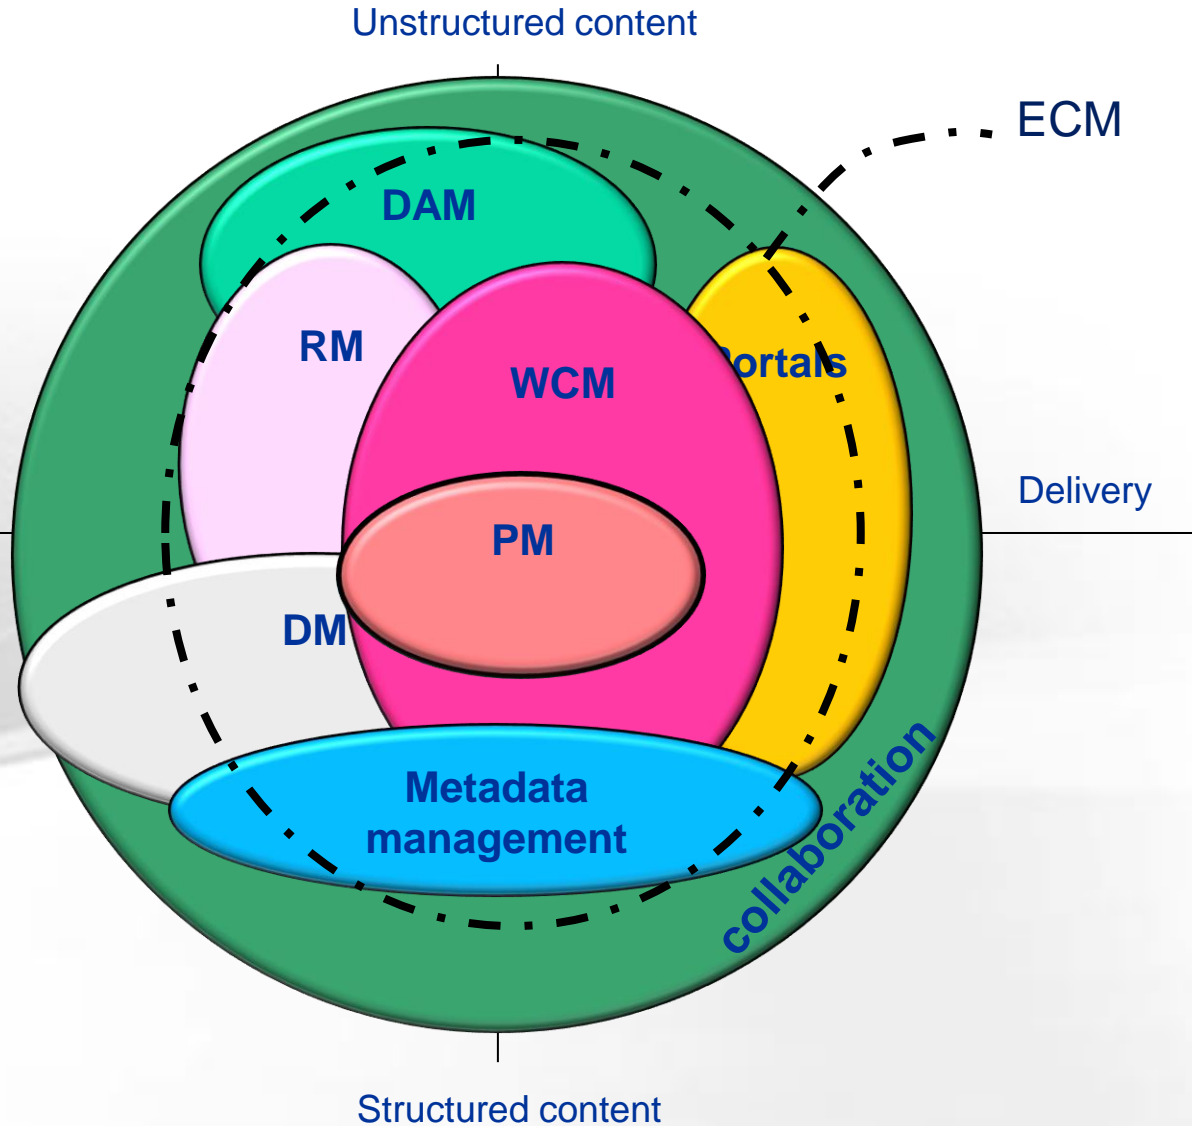 Unstructured content
ECM
DAM
RM
WCM
ortals
Delivery
PM
DM
Metadata
management
collaboration
Structured content